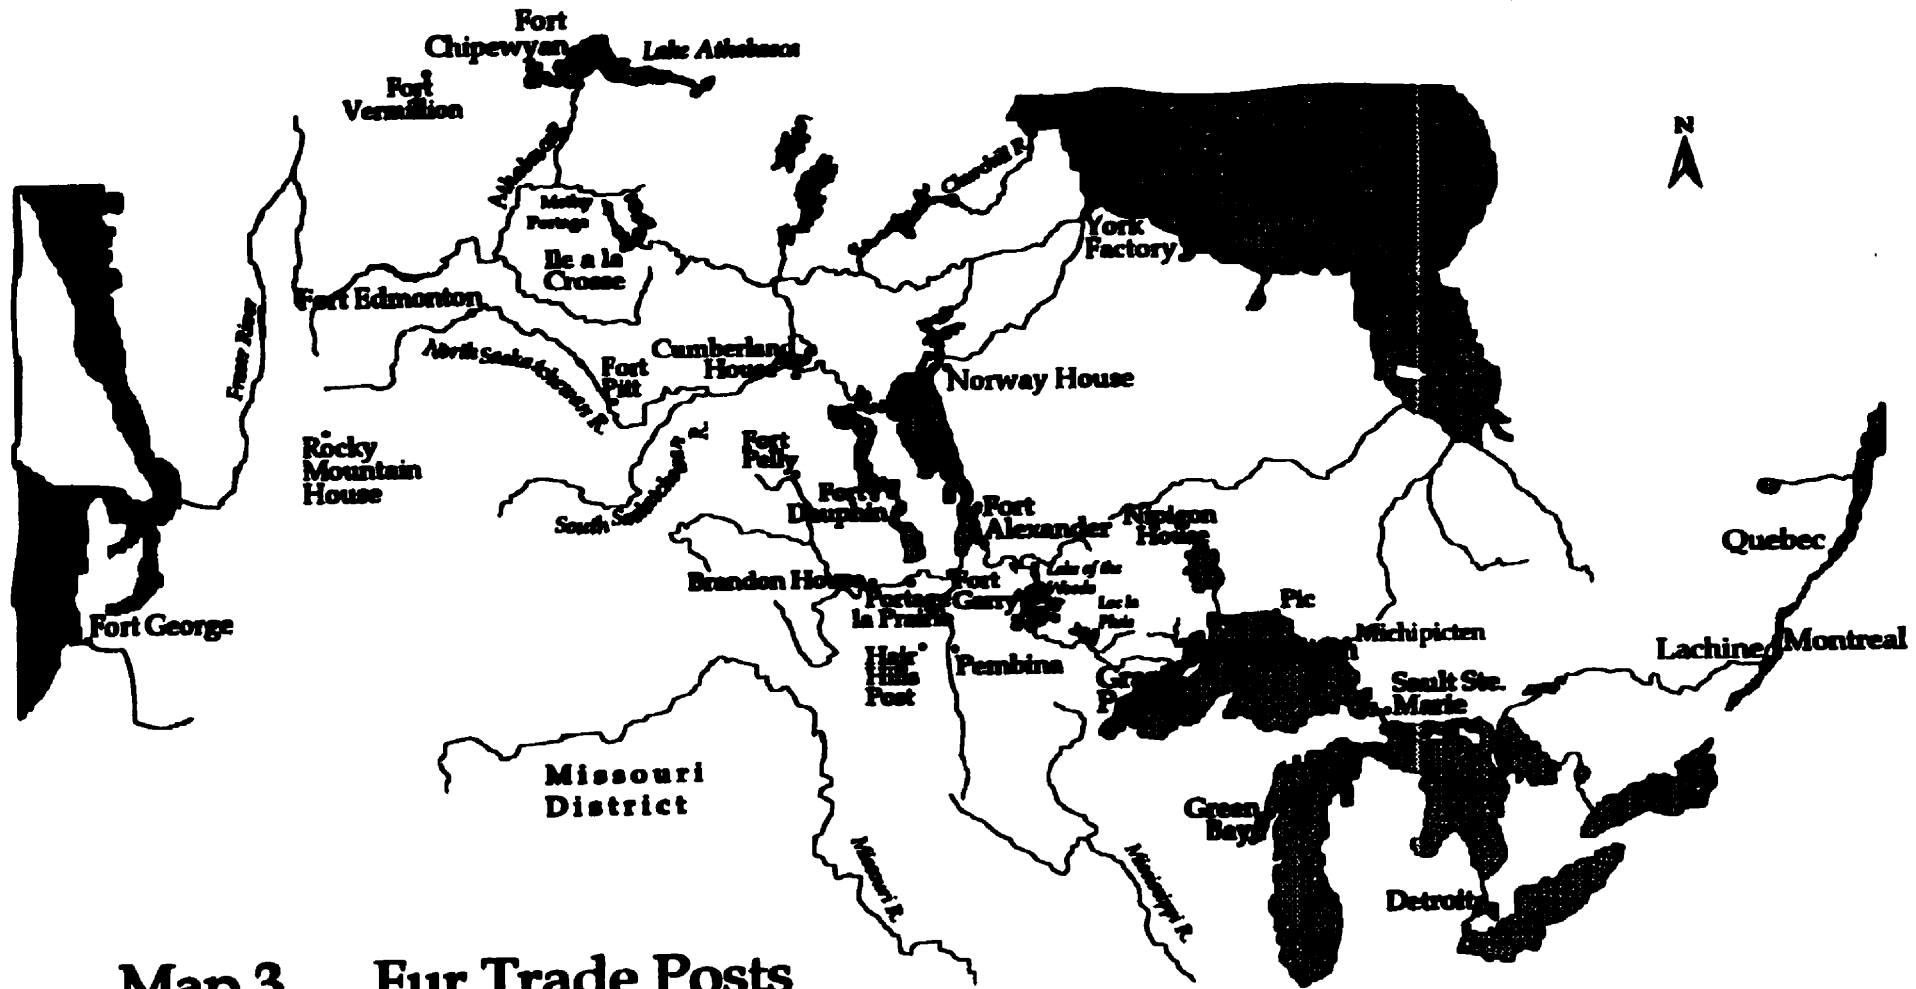 Fort
Chipewyan
Lake Athabasca
Fort
Vermillion
N
Churchill R.
Methy
Portage
York
Factory
Ile a la
Crosse
Fort Edmonton
Fraser River
North Saskatchewan R.
Cumberland
House
Fort
Pitt
Norway House
Rocky
Mountain
House
Fort
Pelly
South Saskatchewan R.
Fort
Dauphin
Fort
Alexander
Nipigon
House
Quebec
Brandon House
Fort
Garry
Lake of the
Woods
Portage
la Prairie
Lac la
Pluie
Pic
Fort George
Michipicten
Lachine
Montreal
Hair
Hills
Post
Pembina
Sault Ste.
Marie
Missouri
District
Green
Bay
Missouri R.
Mississippi R.
Detroit
Map 3 Fur Trade Posts